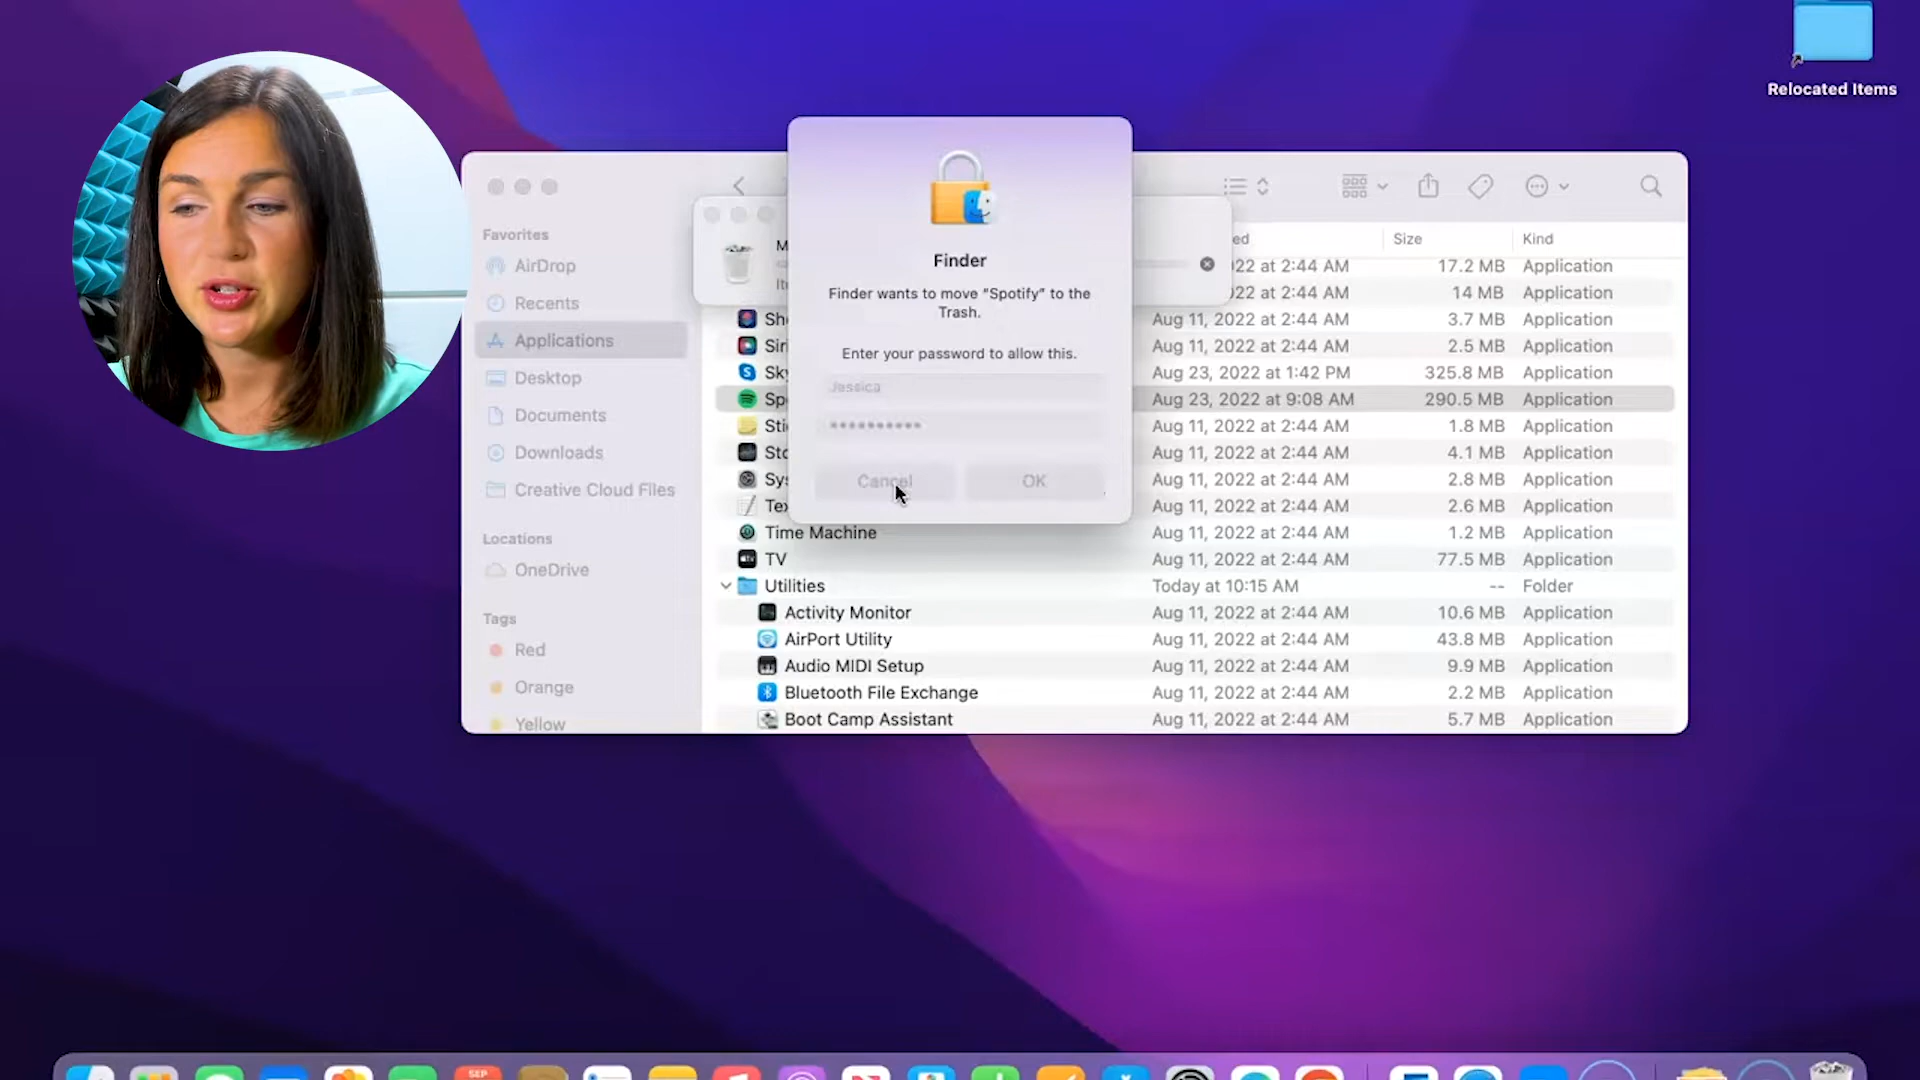 Relocated Items
Finder
Finder wants to move “Spotify” to the
Trash.
Enter your password to allow this.
Jessica
••••••••••
Cancel
OK
Favorites
AirDrop
Recents
Applications
Desktop
Documents
Downloads
Creative Cloud Files
Locations
OneDrive
Tags
Red
Orange
Yellow
Size Kind
22 at 2:44 AM 17.2 MB Application
22 at 2:44 AM 14 MB Application
Aug 11, 2022 at 2:44 AM 3.7 MB Application
Aug 11, 2022 at 2:44 AM 2.5 MB Application
Aug 23, 2022 at 1:42 PM 325.8 MB Application
Aug 23, 2022 at 9:08 AM 290.5 MB Application
Aug 11, 2022 at 2:44 AM 1.8 MB Application
Aug 11, 2022 at 2:44 AM 4.1 MB Application
Aug 11, 2022 at 2:44 AM 2.8 MB Application
Aug 11, 2022 at 2:44 AM 2.6 MB Application
Time Machine Aug 11, 2022 at 2:44 AM 1.2 MB Application
TV Aug 11, 2022 at 2:44 AM 77.5 MB Application
Utilities Today at 10:15 AM -- Folder
Activity Monitor Aug 11, 2022 at 2:44 AM 10.6 MB Application
AirPort Utility Aug 11, 2022 at 2:44 AM 43.8 MB Application
Audio MIDI Setup Aug 11, 2022 at 2:44 AM 9.9 MB Application
Bluetooth File Exchange Aug 11, 2022 at 2:44 AM 2.2 MB Application
Boot Camp Assistant Aug 11, 2022 at 2:44 AM 5.7 MB Application
SEP